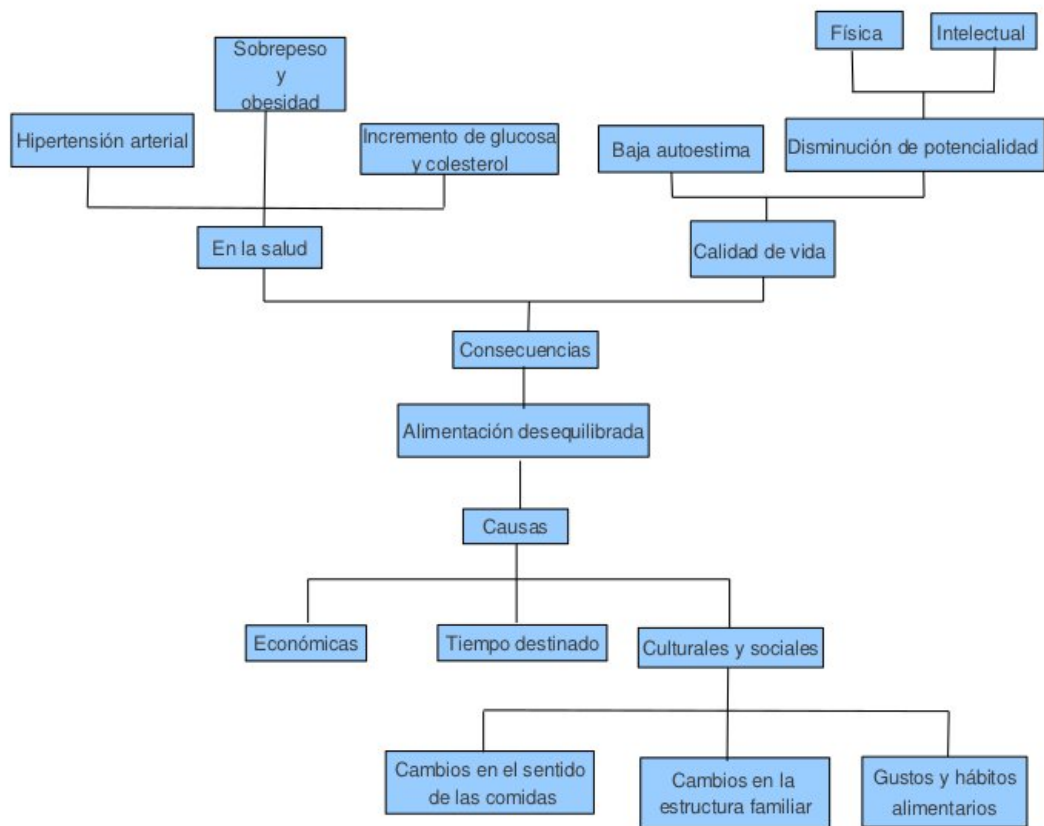 Física
Intelectual
Sobrepeso
y
obesidad
Hipertensión arterial
Incremento de glucosa
y colesterol
Baja autoestima
Disminución de potencialidad
En la salud
Calidad de vida
Consecuencias
Alimentación desequilibrada
Causas
Económicas
Tiempo destinado
Culturales y sociales
Cambios en el sentido
de las comidas
Cambios en la
estructura familiar
Gustos y hábitos
alimentarios